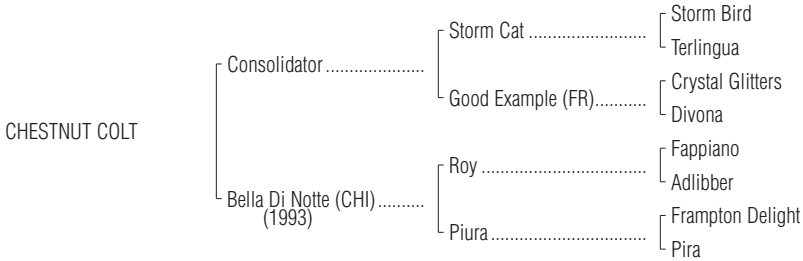 Storm Bird
Storm Cat ........................
Terlingua
Consolidator.....................
Crystal Glitters
Good Example (FR)...........
Divona
CHESTNUT COLT
Fappiano
Roy .................................
Adlibber
Bella Di Notte (CHI)..........
(1993)
Frampton Delight
Piura...............................
Pira